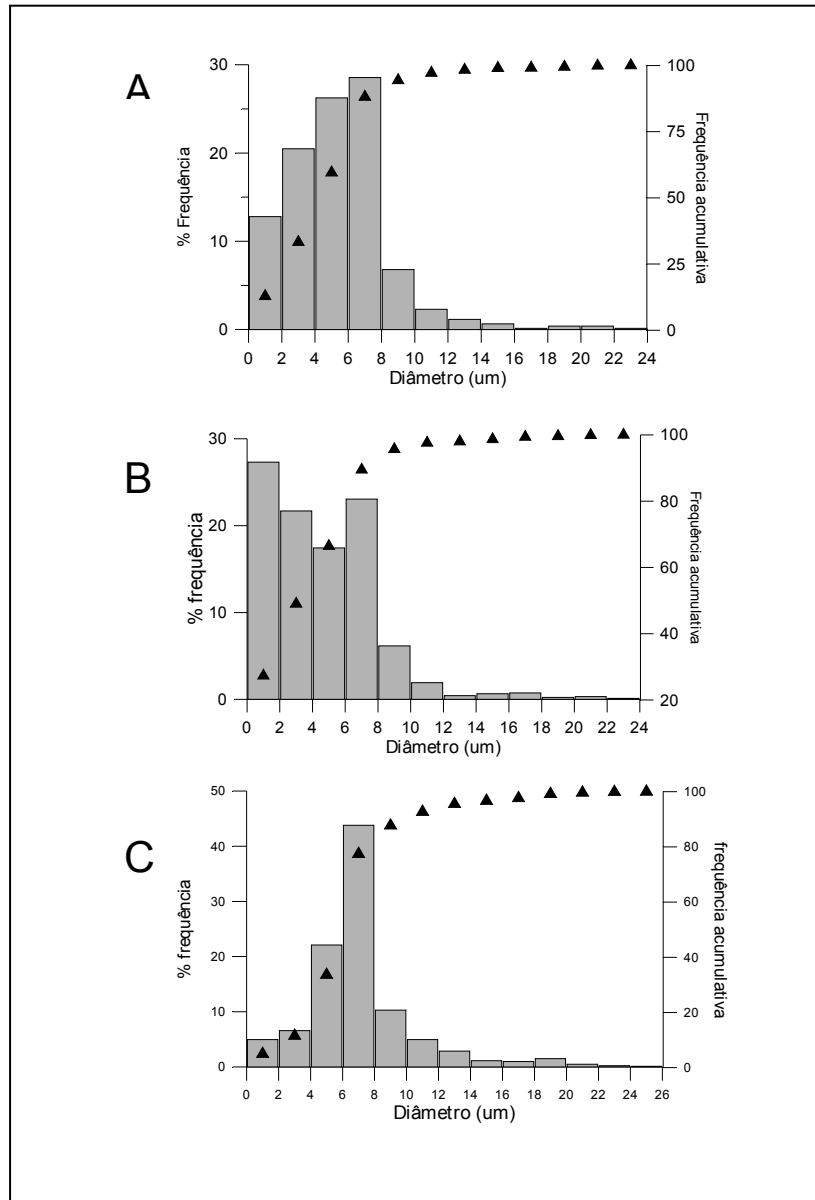 A
30
20
10
0
% Frequência
100
75
50
25
0
Frequência acumulativa
0 2 4 6 8 10 12 14 16 18 20 22 24
Diâmetro (um)
B
30
20
10
0
% frequência
100
80
60
40
20
Frequência acumulativa
0 2 4 6 8 10 12 14 16 18 20 22 24
Diâmetro (um)
C
50
40
30
20
10
0
% frequência
100
80
60
40
20
0
frequência acumulativa
0 2 4 6 8 10 12 14 16 18 20 22 24 26
Diâmetro (um)